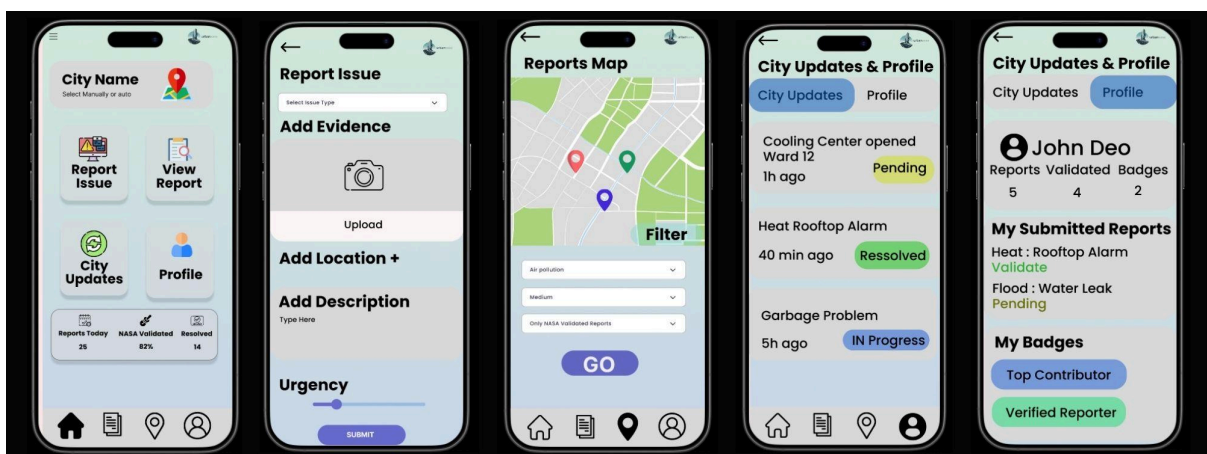 City Name
Select Manually or auto
Report
Issue
View
Report
City
Updates
Profile
Reports Today NASA Validated Resolved
25 82% 14
Report Issue
Select Issue Type
Add Evidence
Upload
Add Location +
Add Description
Type Here
Urgency
SUBMIT
Reports Map
Filter
Air pollution
Medium
Only NASA Validated Reports
GO
City Updates & Profile
City Updates Profile
Cooling Center opened
Ward 12
1h ago Pending
Heat Rooftop Alarm
40 min ago Ressolved
Garbage Problem
5h ago IN Progress
City Updates & Profile
City Updates Profile
John Deo
Reports Validated Badges
5 4 2
My Submitted Reports
Heat : Rooftop Alarm
Validate
Flood : Water Leak
Pending
My Badges
Top Contributor
Verified Reporter